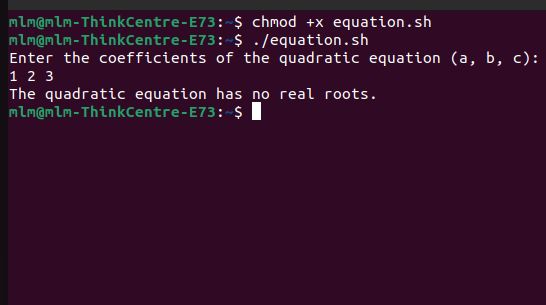 mlm@mlm-ThinkCentre-E73:~$ chmod +x equation.sh
mlm@mlm-ThinkCentre-E73:~$ ./equation.sh
Enter the coefficients of the quadratic equation (a, b, c):
1 2 3
The quadratic equation has no real roots.
mlm@mlm-ThinkCentre-E73:~$